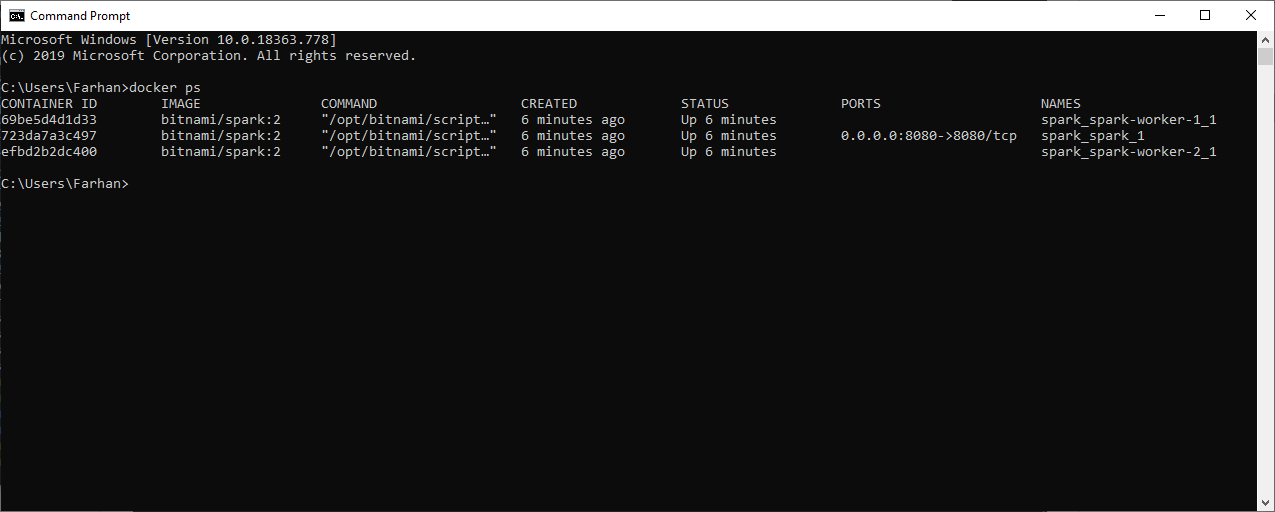 Command Prompt
Microsoft Windows [Version 10.0.18363.778]
(c) 2019 Microsoft Corporation. All rights reserved.
C:\Users\Farhan>docker ps
CONTAINER ID        IMAGE               COMMAND                  CREATED             STATUS              PORTS                    NAMES
69be5d4d1d33        bitnami/spark:2     "/opt/bitnami/script…"   6 minutes ago       Up 6 minutes                                 spark_spark-worker-1_1
723da7a3c497        bitnami/spark:2     "/opt/bitnami/script…"   6 minutes ago       Up 6 minutes        0.0.0.0:8080->8080/tcp   spark_spark_1
efbd2b2dc400        bitnami/spark:2     "/opt/bitnami/script…"   6 minutes ago       Up 6 minutes                                 spark_spark-worker-2_1
C:\Users\Farhan>